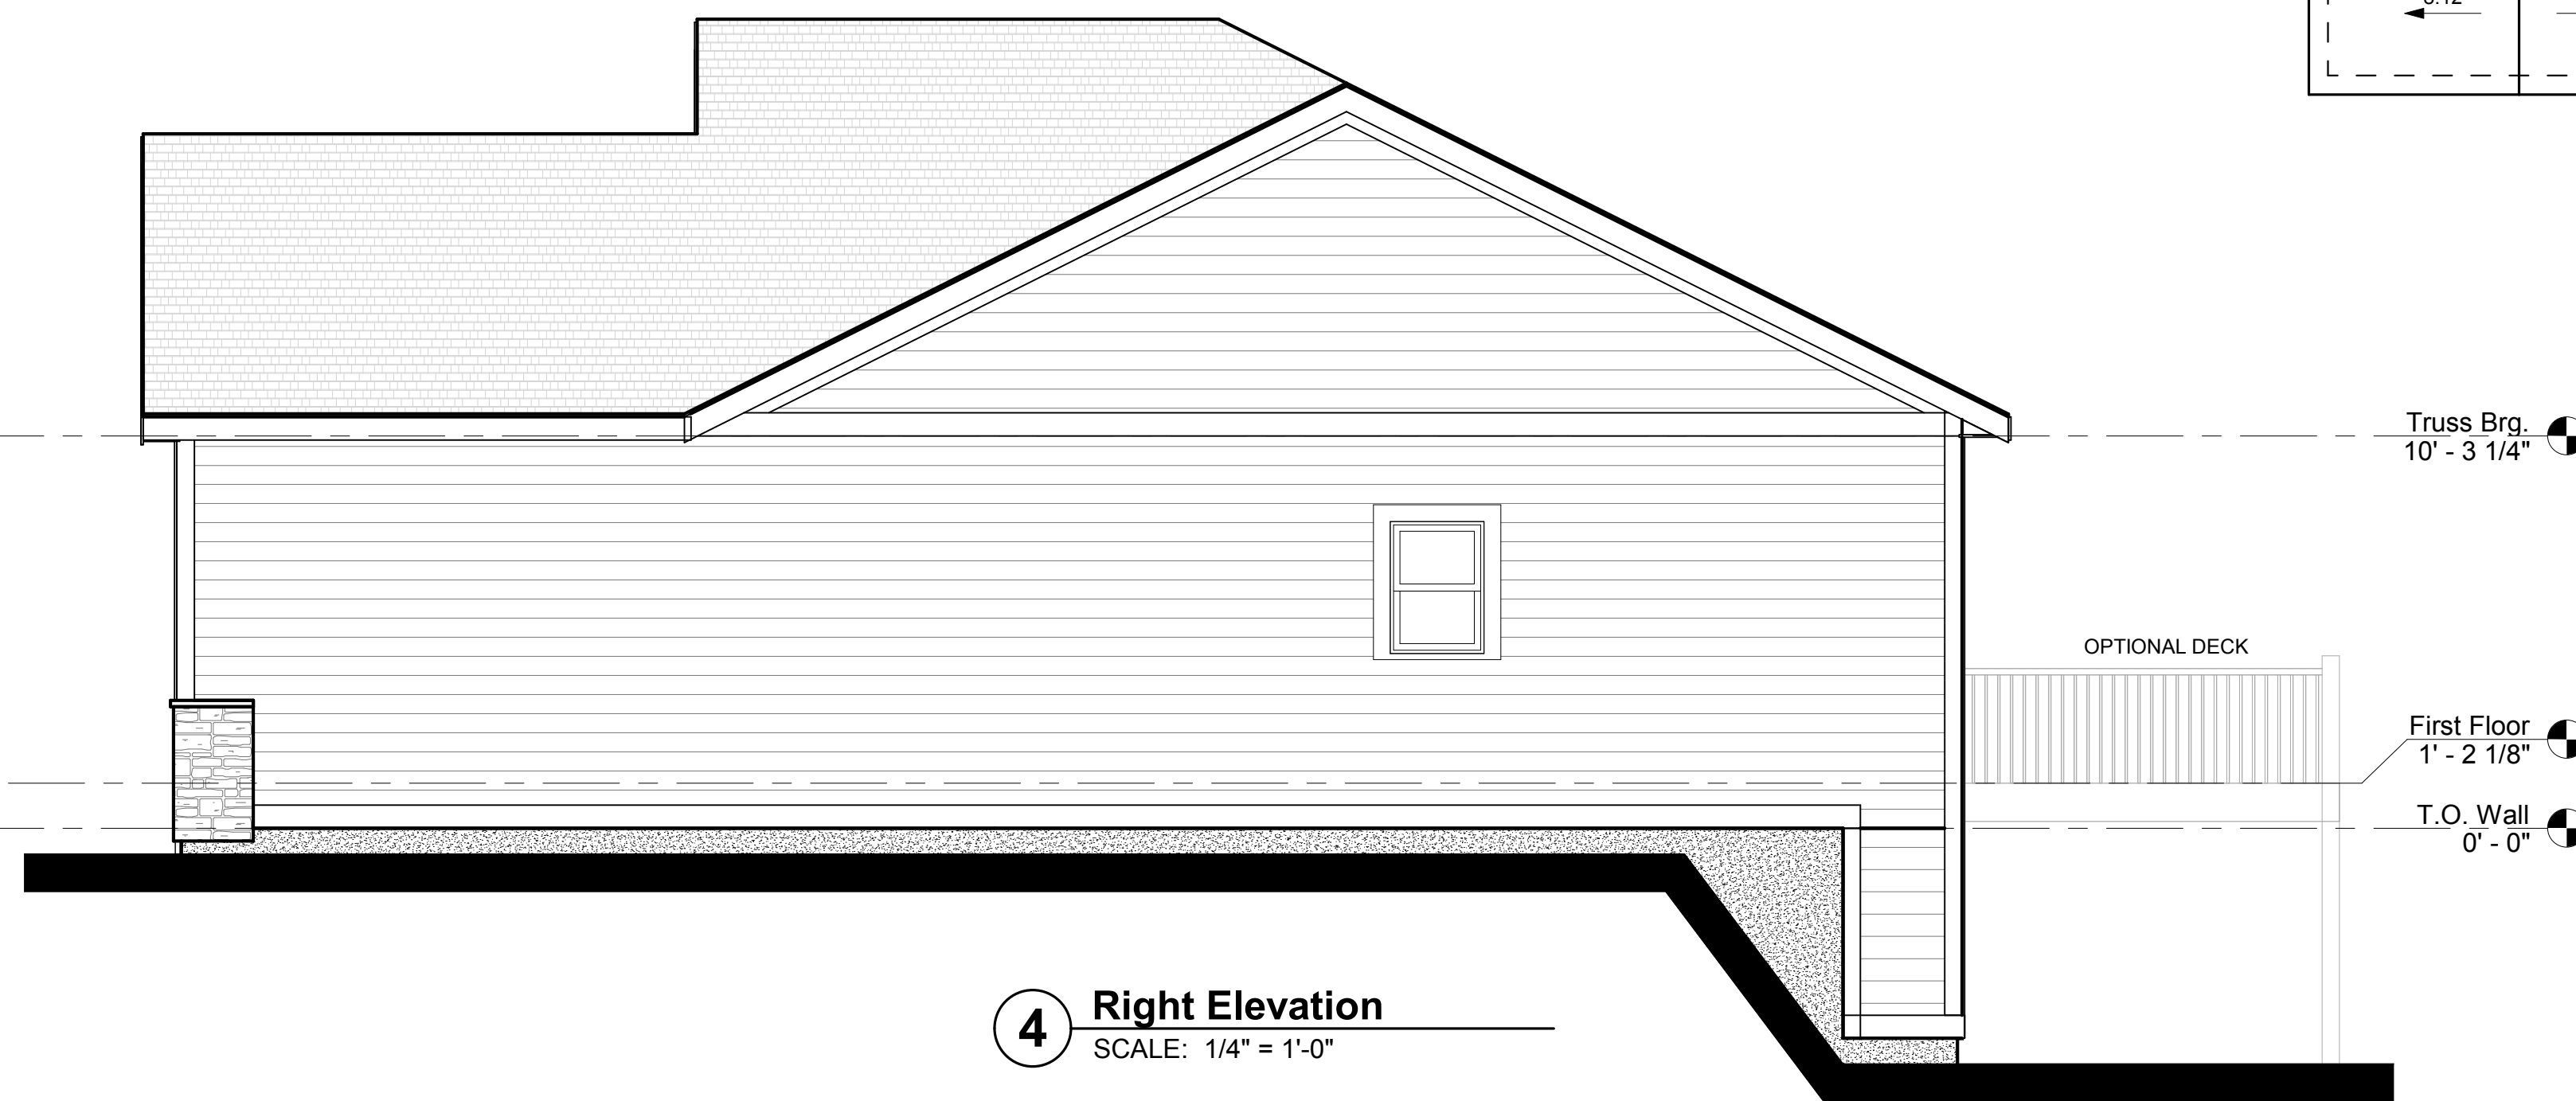 Truss Brg.
10' - 3 1/4"
OPTIONAL DECK
First Floor
1' - 2 1/8"
T.O. Wall
0' - 0"
4
Right Elevation
SCALE: 1/4" = 1'-0"